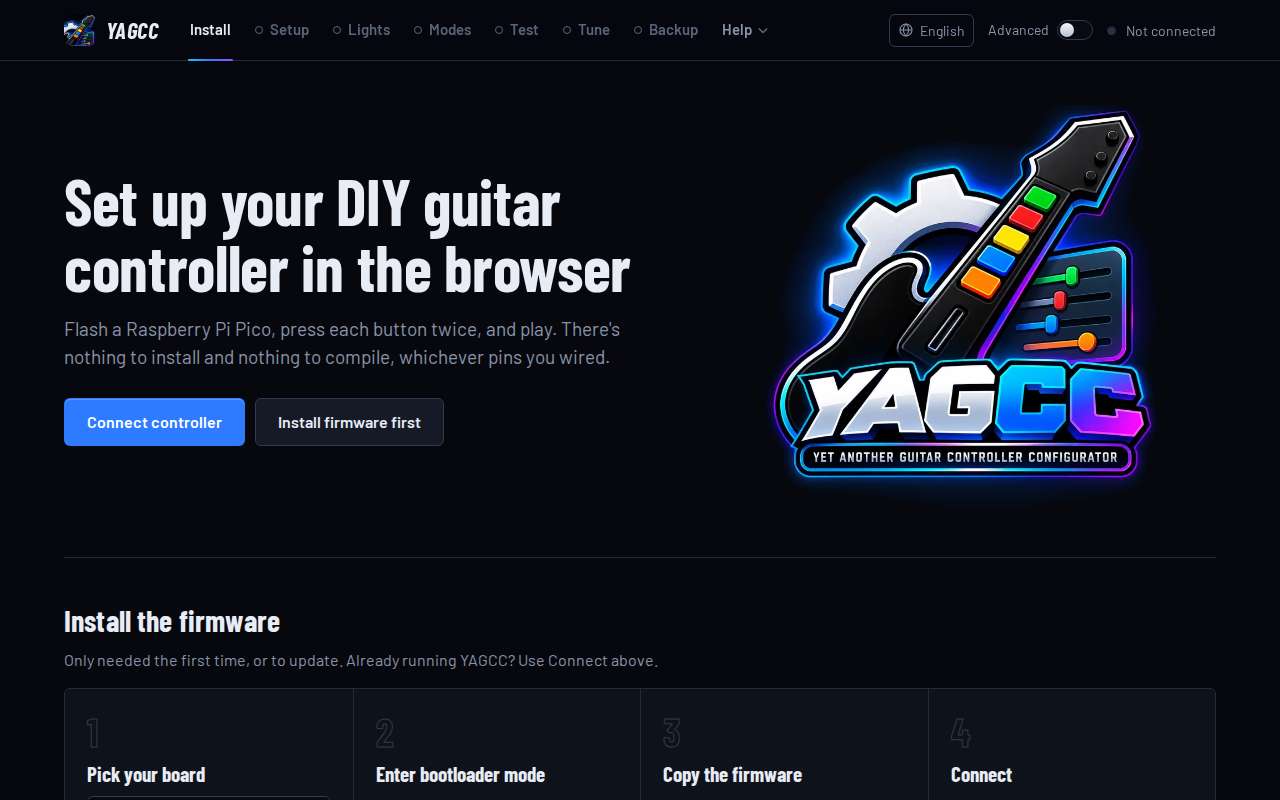 YAGCC
Install
Setup
Lights
Modes
Test
Tune
Backup
Help
English
Advanced
Not connected
Set up your DIY guitar
controller in the browser
Flash a Raspberry Pi Pico, press each button twice, and play. There's
nothing to install and nothing to compile, whichever pins you wired.
Connect controller
Install firmware first
YAGCC
YET ANOTHER GUITAR CONTROLLER CONFIGURATOR
Install the firmware
Only needed the first time, or to update. Already running YAGCC? Use Connect above.
1
Pick your board
2
Enter bootloader mode
3
Copy the firmware
4
Connect